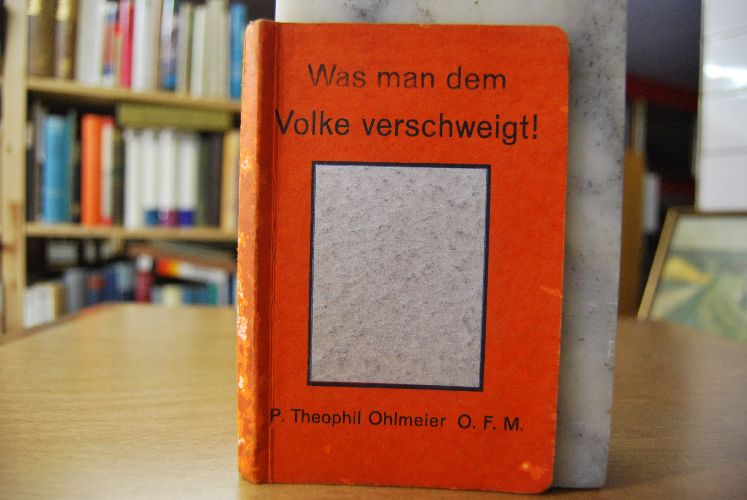 Was man dem
Volke verschweigt!
P. Theophil Ohlmeier O. F. M.